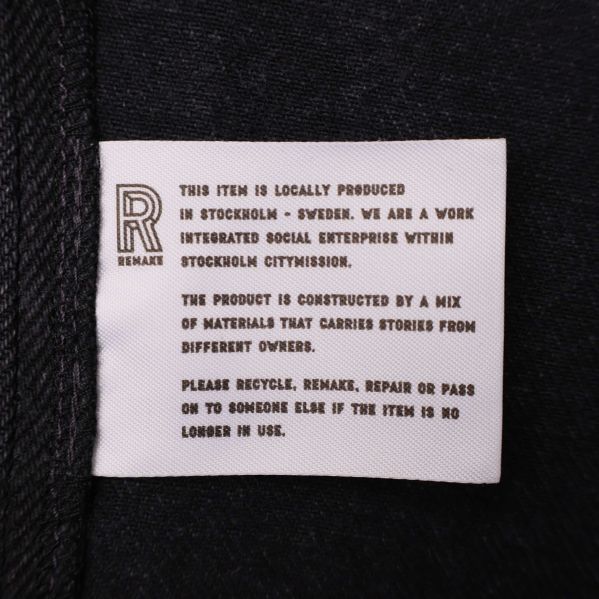 R
REMAKE
THIS ITEM IS LOCALLY PRODUCED
IN STOCKHOLM - SWEDEN. WE ARE A WORK
INTEGRATED SOCIAL ENTERPRISE WITHIN
STOCKHOLM CITYMISSION.
THE PRODUCT IS CONSTRUCTED BY A MIX
OF MATERIALS THAT CARRIES STORIES FROM
DIFFERENT OWNERS.
PLEASE RECYCLE, REMAKE, REPAIR OR PASS
ON TO SOMEONE ELSE IF THE ITEM IS NO
LONGER IN USE.